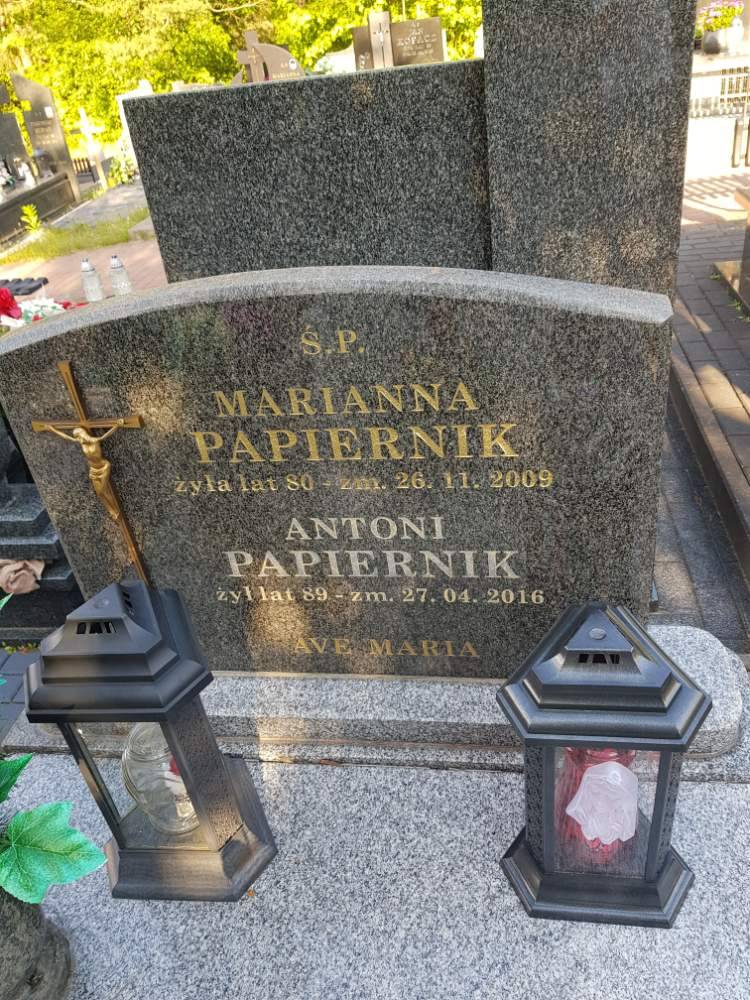 Ś.P.
MARIANNA
PAPIERNIK
żyła lat 80 - zm. 26. 11. 2009
ANTONI
PAPIERNIK
żył lat 89 - zm. 27. 04. 2016
AVE MARIA